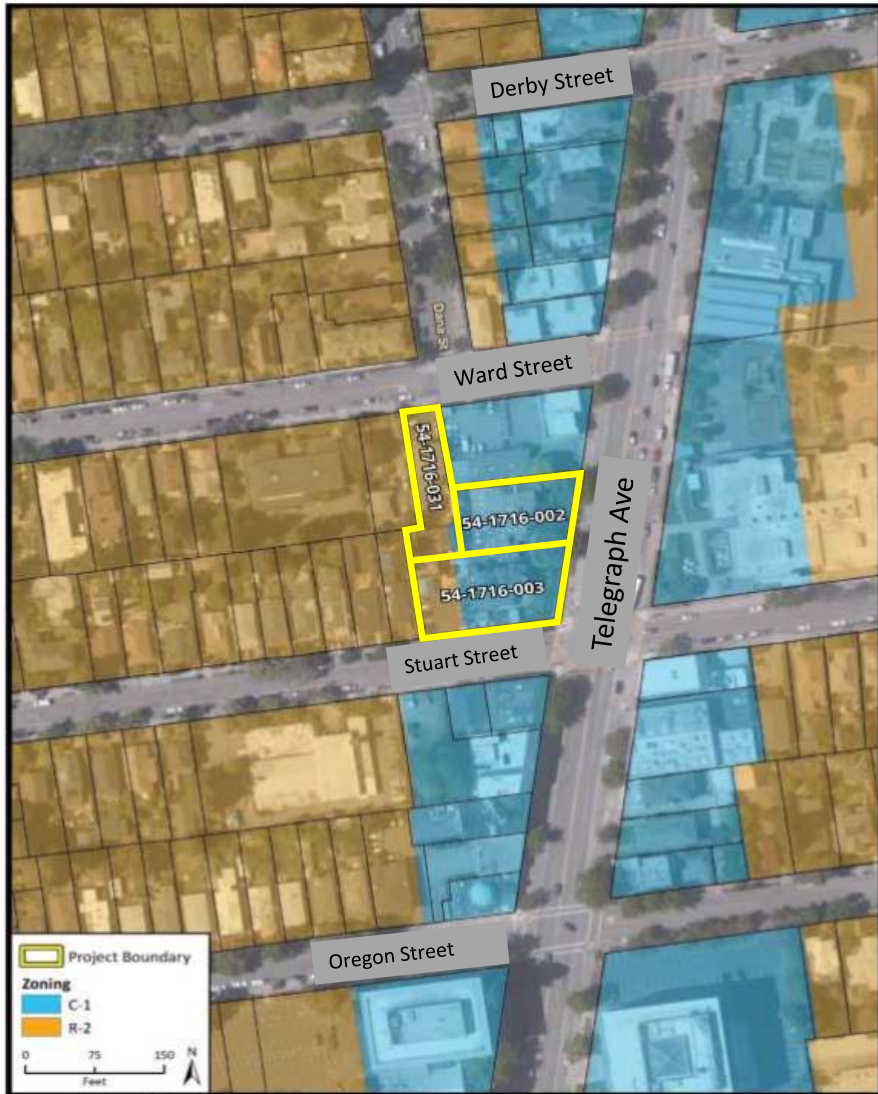 Derby Street
Dana St
Ward Street
54-1716-031
54-1716-002
54-1716-003
Telegraph Ave
Stuart Street
Oregon Street
Project Boundary
Zoning
C-1
R-2
0 75 150
Feet
N